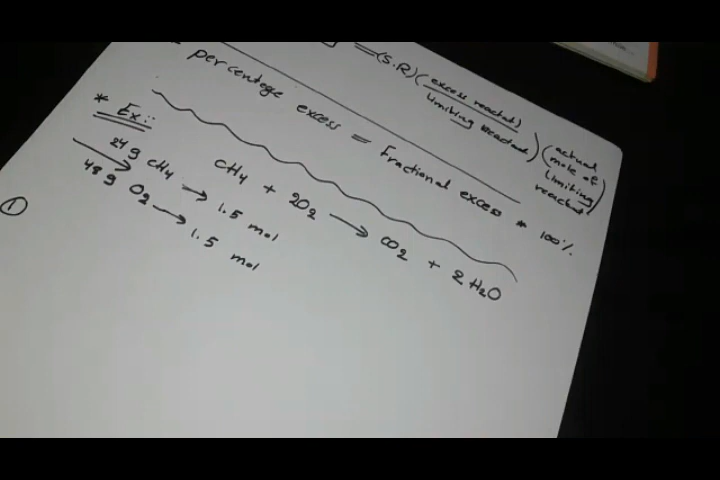 =(S.R)(excess reactant/limiting reactant)(actual mole of limiting reactant)
percentage excess = Fractional excess * 100%
* Ex::
CH4 + 2O2 → CO2 + 2H2O
24g CH4 → 1.5 mol
48g O2 → 1.5 mol
①